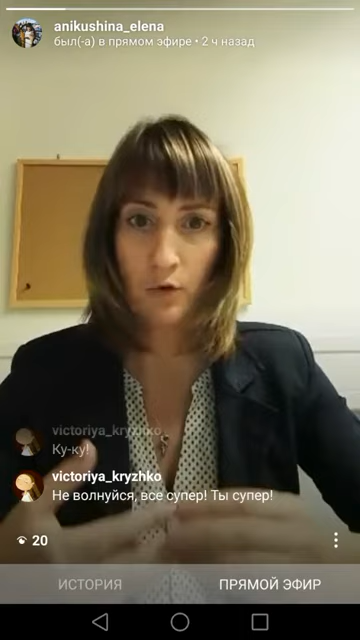 anikushina_elena
был(-а) в прямом эфире • 2 ч назад
victoriya_kryzhko
Ку-ку!
victoriya_kryzhko
Не волнуйся, все супер! Ты супер!
20
ИСТОРИЯ
ПРЯМОЙ ЭФИР